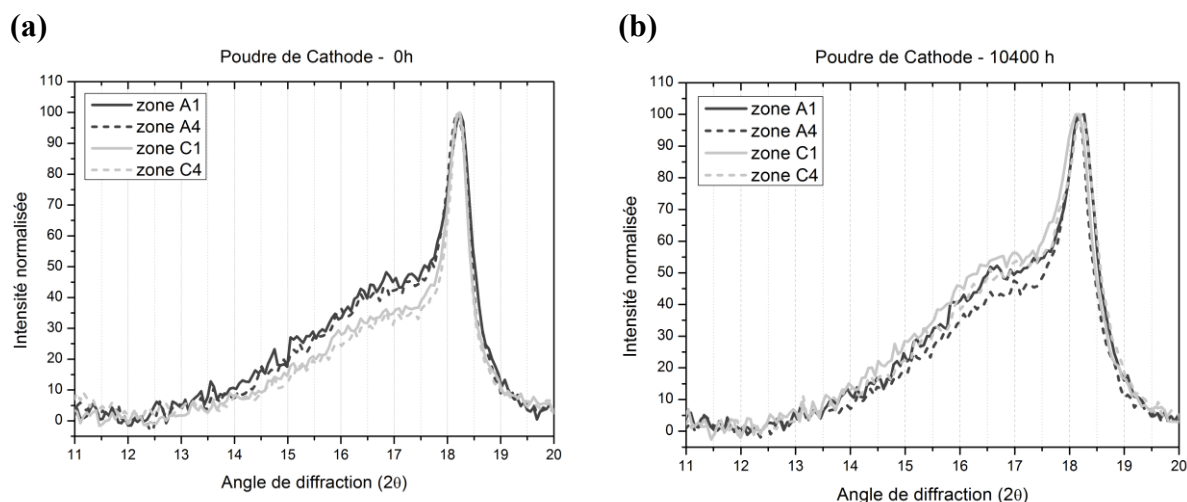 (a)
Poudre de Cathode - 0h
Intensité normalisée
110
100
90
80
70
60
50
40
30
20
10
0
zone A1
zone A4
zone C1
zone C4
11 12 13 14 15 16 17 18 19 20
Angle de diffraction (2θ)
(b)
Poudre de Cathode - 10400 h
Intensité normalisée
110
100
90
80
70
60
50
40
30
20
10
0
zone A1
zone A4
zone C1
zone C4
11 12 13 14 15 16 17 18 19 20
Angle de diffraction (2θ)